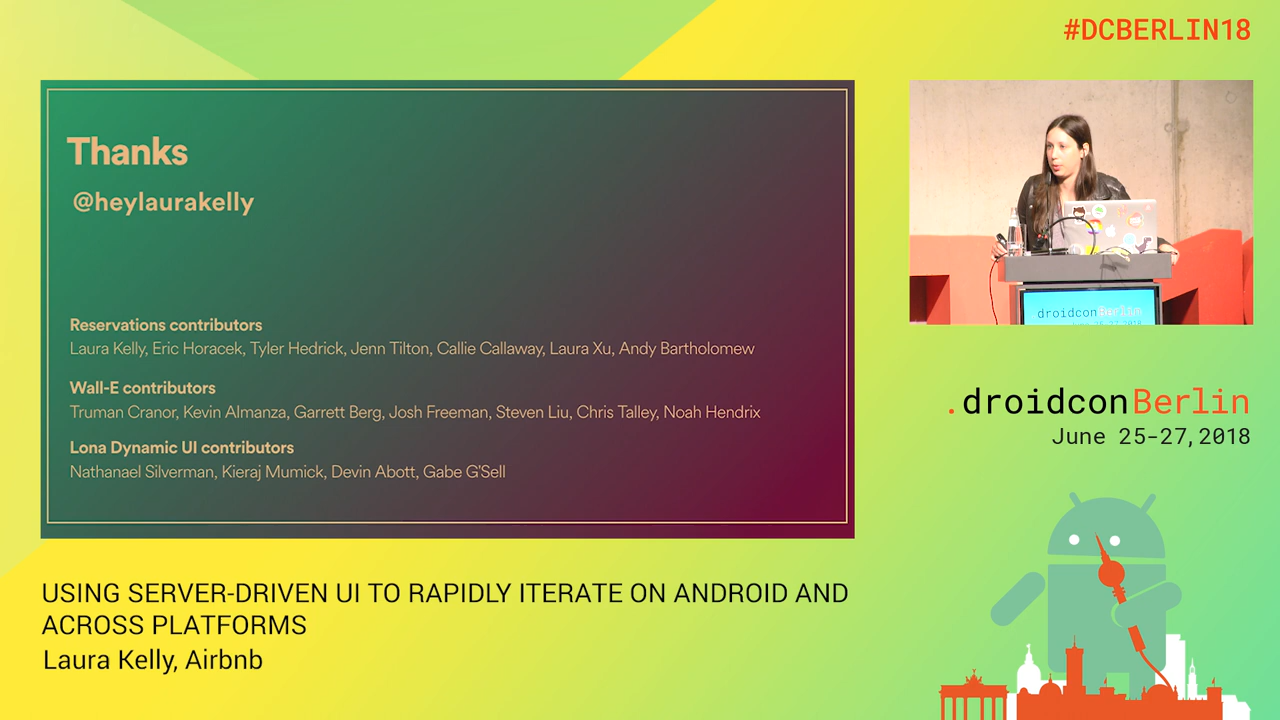 #DCBERLIN18
Thanks
@heylaurakelly
Reservations contributors
Laura Kelly, Eric Horacek, Tyler Hedrick, Jenn Tilton, Callie Callaway, Laura Xu, Andy Bartholomew
Wall-E contributors
Truman Cranor, Kevin Almanza, Garrett Berg, Josh Freeman, Steven Liu, Chris Talley, Noah Hendrix
Lona Dynamic UI contributors
Nathanael Silverman, Kieraj Mumick, Devin Abott, Gabe G'Sell
droidcon Berlin
.droidconBerlin
June 25-27, 2018
USING SERVER-DRIVEN UI TO RAPIDLY ITERATE ON ANDROID AND
ACROSS PLATFORMS
Laura Kelly, Airbnb